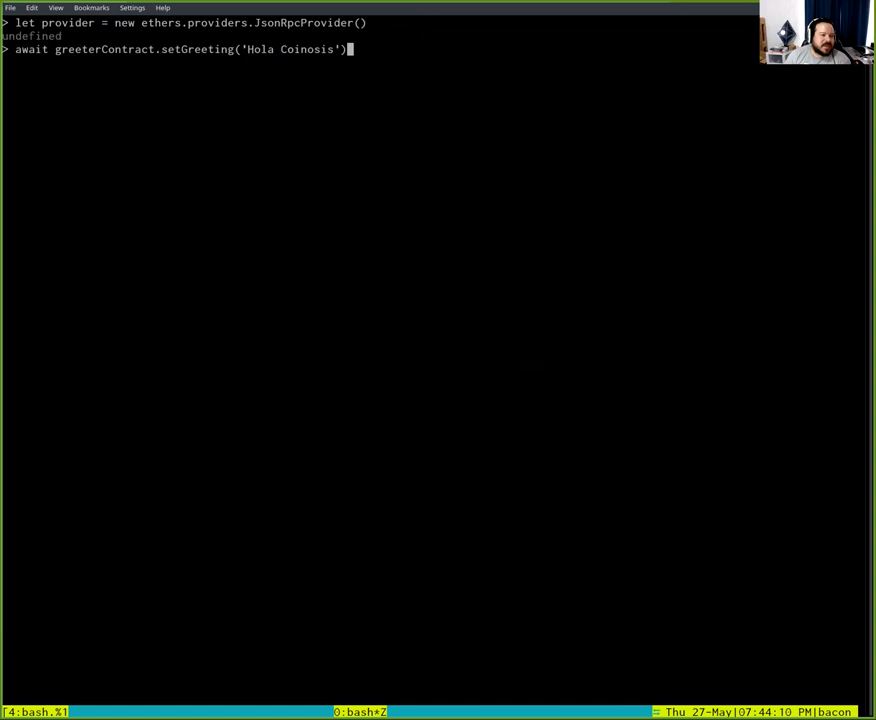 File Edit View Bookmarks Settings Help
> let provider = new ethers.providers.JsonRpcProvider()
undefined
> await greeterContract.setGreeting('Hola Coinosis')
[4:bash.%1 0:bash*Z = Thu 27-May|07:44:10 PM|bacon